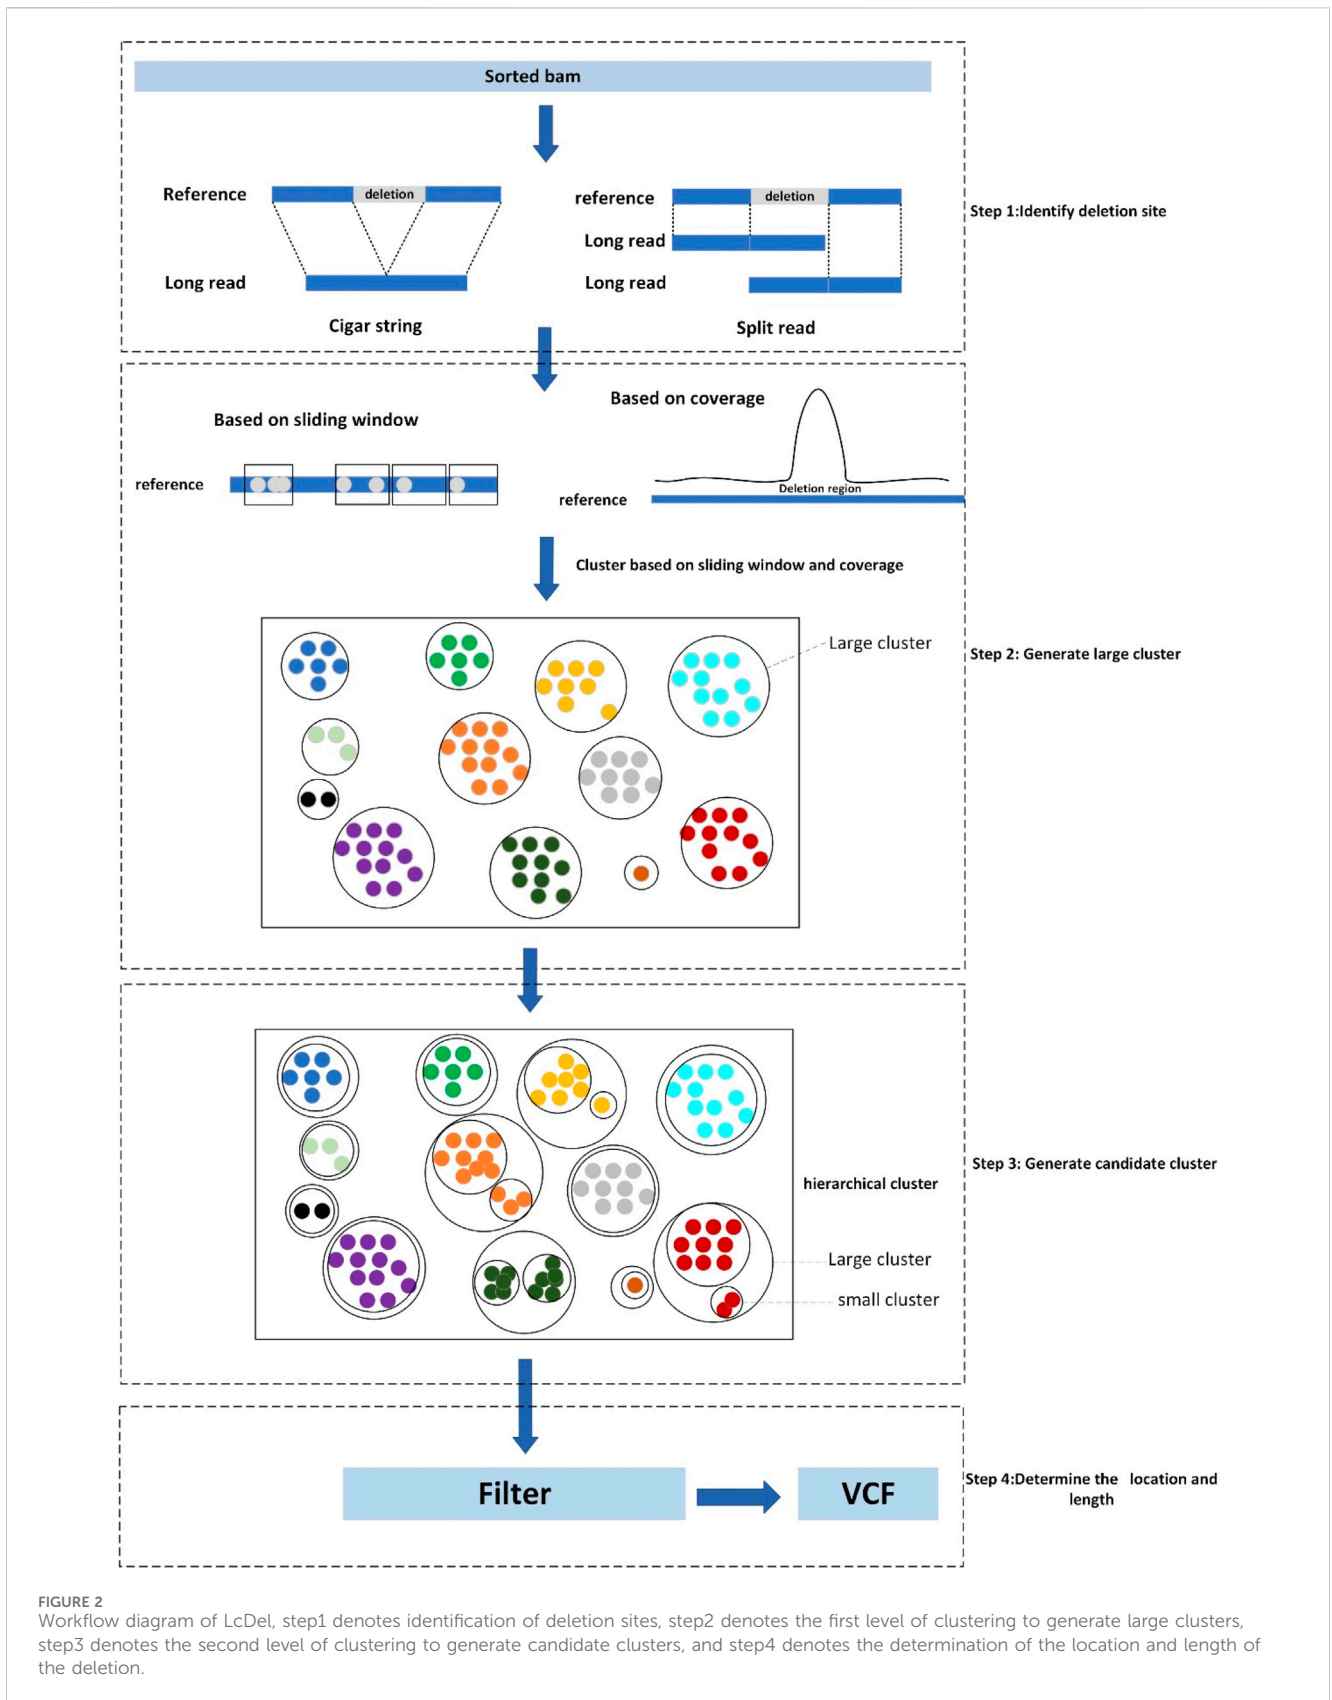 Sorted bam
Reference
deletion
reference
deletion
Step 1:Identify deletion site
Long read
Long read
Long read
Cigar string
Split read
Based on coverage
Based on sliding window
reference
Deletion region
reference
Cluster based on sliding window and coverage
Large cluster
Step 2: Generate large cluster
Step 3: Generate candidate cluster
hierarchical cluster
Large cluster
small cluster
Filter
VCF
Step 4:Determine the location and
length
FIGURE 2
Workflow diagram of LcDel, step1 denotes identification of deletion sites, step2 denotes the first level of clustering to generate large clusters,
step3 denotes the second level of clustering to generate candidate clusters, and step4 denotes the determination of the location and length of
the deletion.